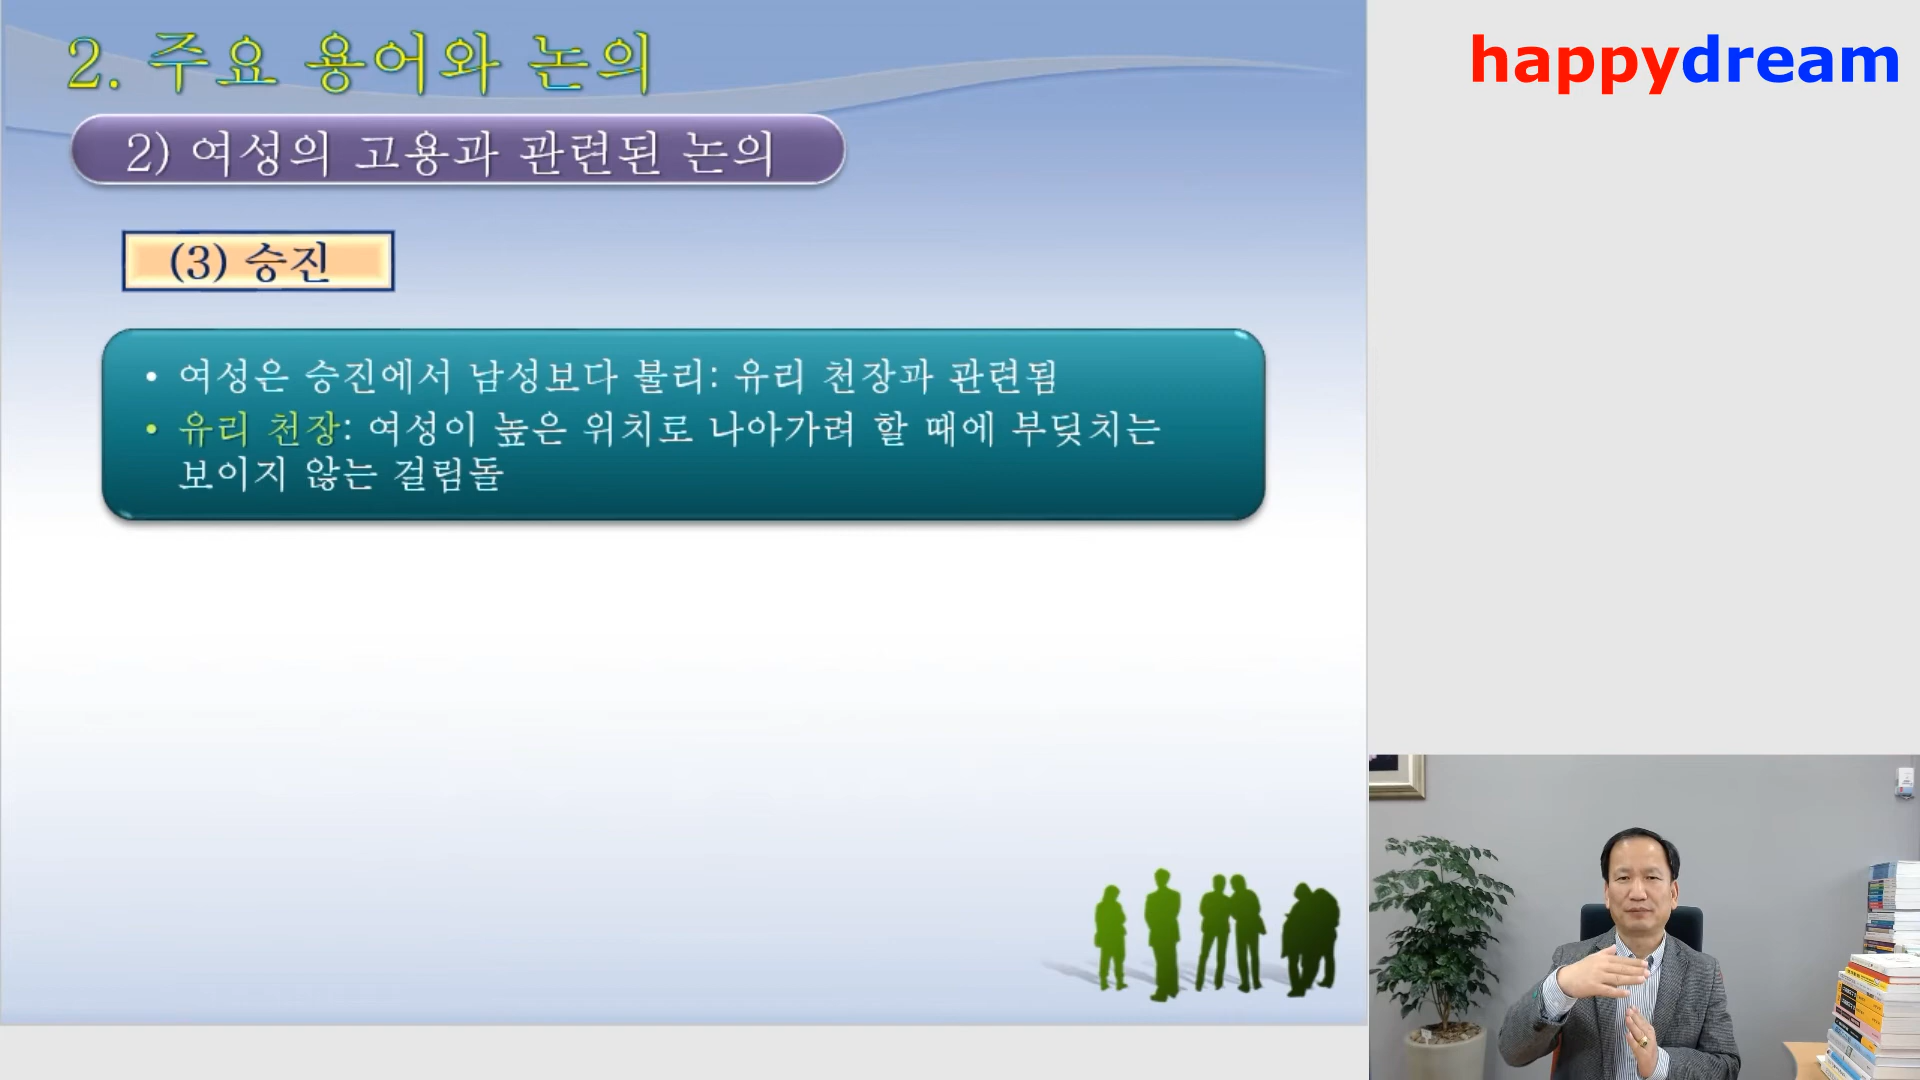 2. 주요 용어와 논의
happydream
2) 여성의 고용과 관련된 논의
(3) 승진
• 여성은 승진에서 남성보다 불리: 유리 천장과 관련됨
• 유리 천장: 여성이 높은 위치로 나아가려 할 때에 부딪치는
보이지 않는 걸림돌